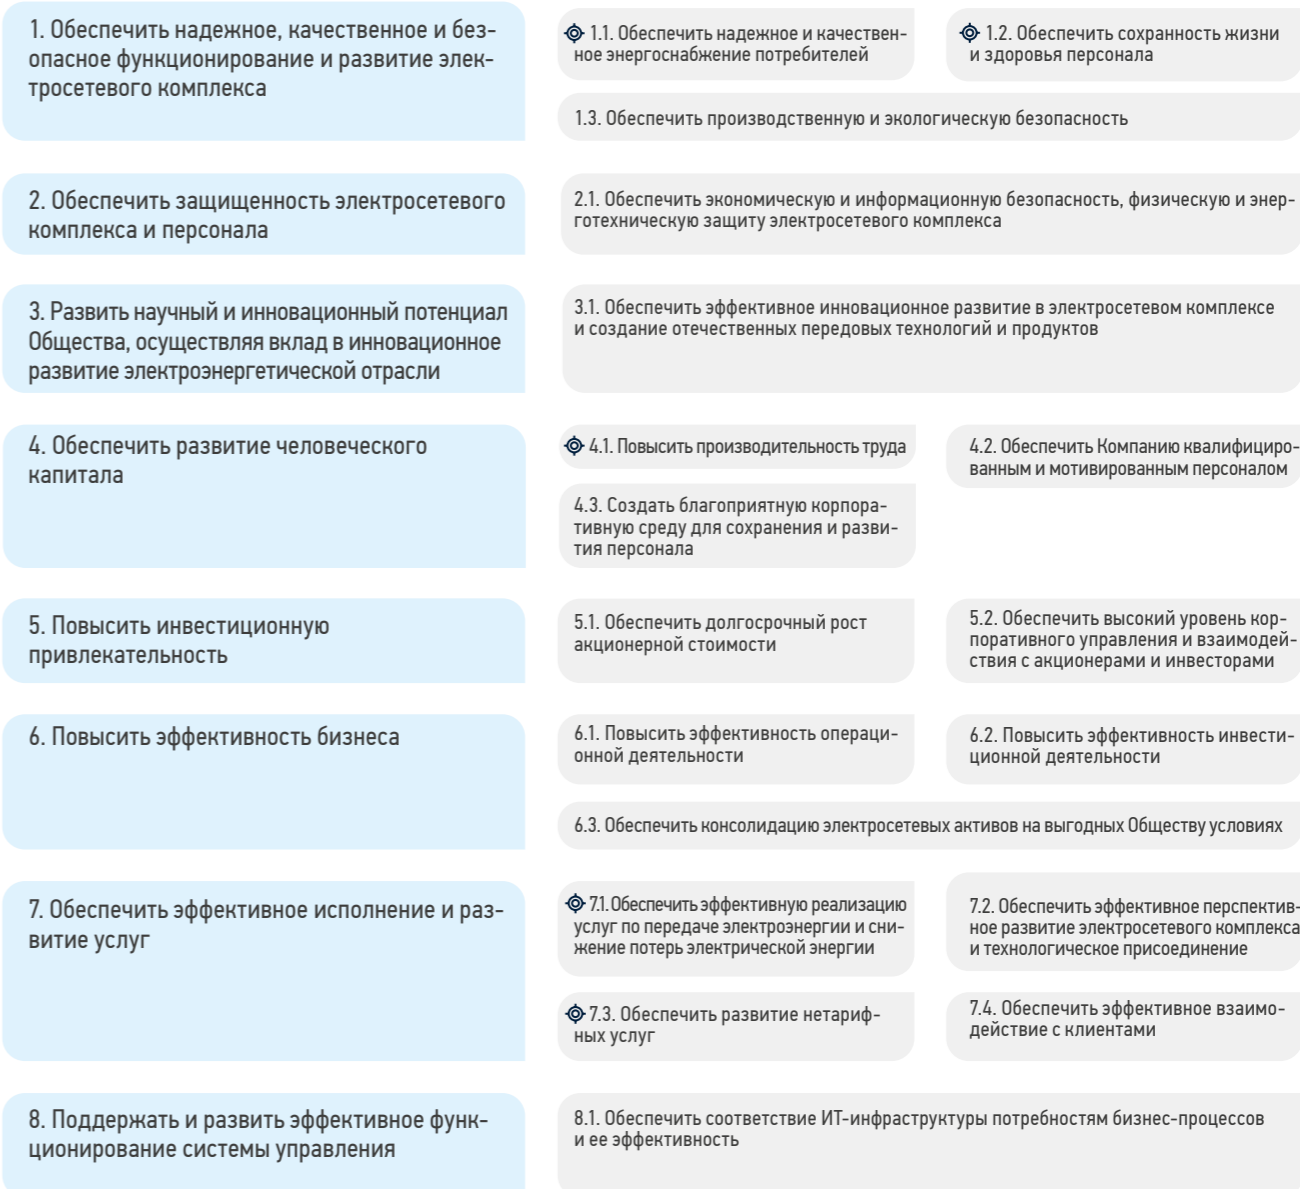 1. Обеспечить надежное, качественное и без-
опасное функционирование и развитие элек-
тросетевого комплекса
1.1. Обеспечить надежное и качествен-
ное энергоснабжение потребителей
1.2. Обеспечить сохранность жизни
и здоровья персонала
1.3. Обеспечить производственную и экологическую безопасность
2. Обеспечить защищенность электросетевого
комплекса и персонала
2.1. Обеспечить экономическую и информационную безопасность, физическую и энер-
готехническую защиту электросетевого комплекса
3. Развить научный и инновационный потенциал
Общества, осуществляя вклад в инновационное
развитие электроэнергетической отрасли
3.1. Обеспечить эффективное инновационное развитие в электросетевом комплексе
и создание отечественных передовых технологий и продуктов
4. Обеспечить развитие человеческого
капитала
4.1. Повысить производительность труда
4.2. Обеспечить Компанию квалифициро-
ванным и мотивированным персоналом
4.3. Создать благоприятную корпора-
тивную среду для сохранения и разви-
тия персонала
5. Повысить инвестиционную
привлекательность
5.1. Обеспечить долгосрочный рост
акционерной стоимости
5.2. Обеспечить высокий уровень кор-
поративного управления и взаимодей-
ствия с акционерами и инвесторами
6. Повысить эффективность бизнеса
6.1. Повысить эффективность операци-
онной деятельности
6.2. Повысить эффективность инвести-
ционной деятельности
6.3. Обеспечить консолидацию электросетевых активов на выгодных Обществу условиях
7. Обеспечить эффективное исполнение и раз-
витие услуг
7.1. Обеспечить эффективную реализацию
услуг по передаче электроэнергии и сни-
жение потерь электрической энергии
7.2. Обеспечить эффективное перспектив-
ное развитие электросетевого комплекса
и технологическое присоединение
7.3. Обеспечить развитие нетариф-
ных услуг
7.4. Обеспечить эффективное взаимо-
действие с клиентами
8. Поддержать и развить эффективное функ-
ционирование системы управления
8.1. Обеспечить соответствие ИТ-инфраструктуры потребностям бизнес-процессов
и ее эффективность